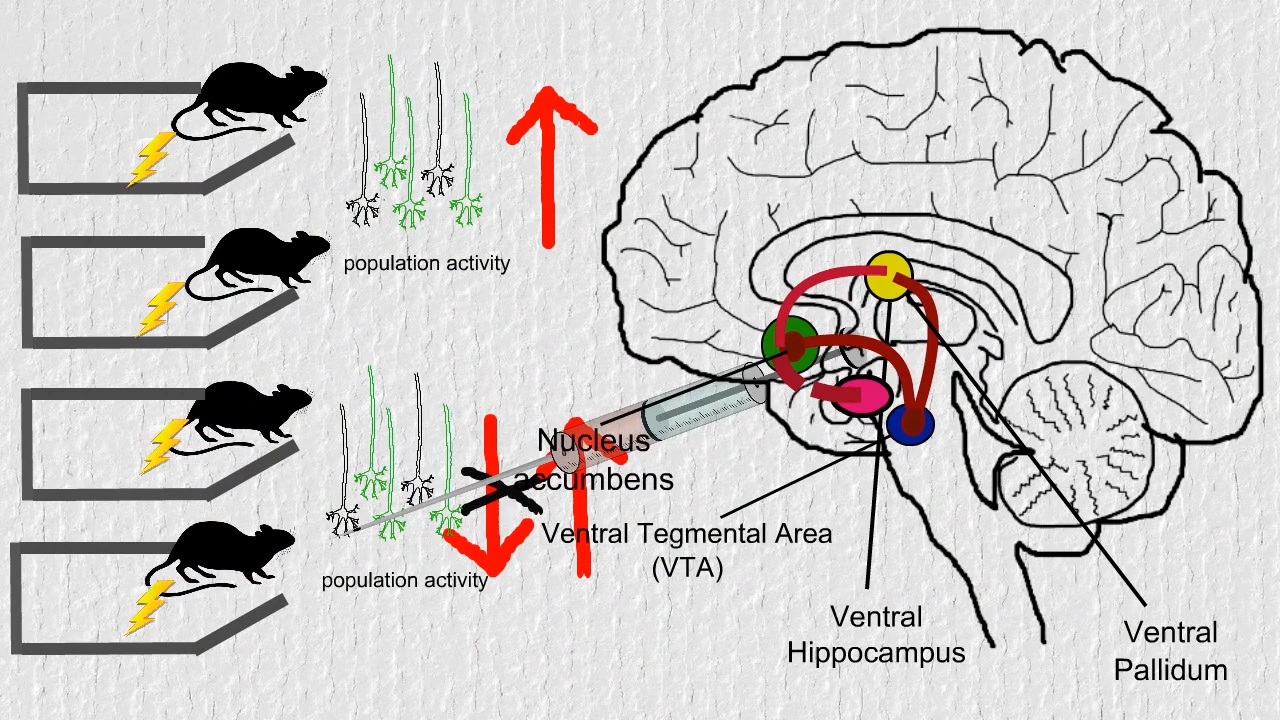 population activity
Nucleus
accumbens
Ventral Tegmental Area
(VTA)
population activity
Ventral
Hippocampus
Ventral
Pallidum